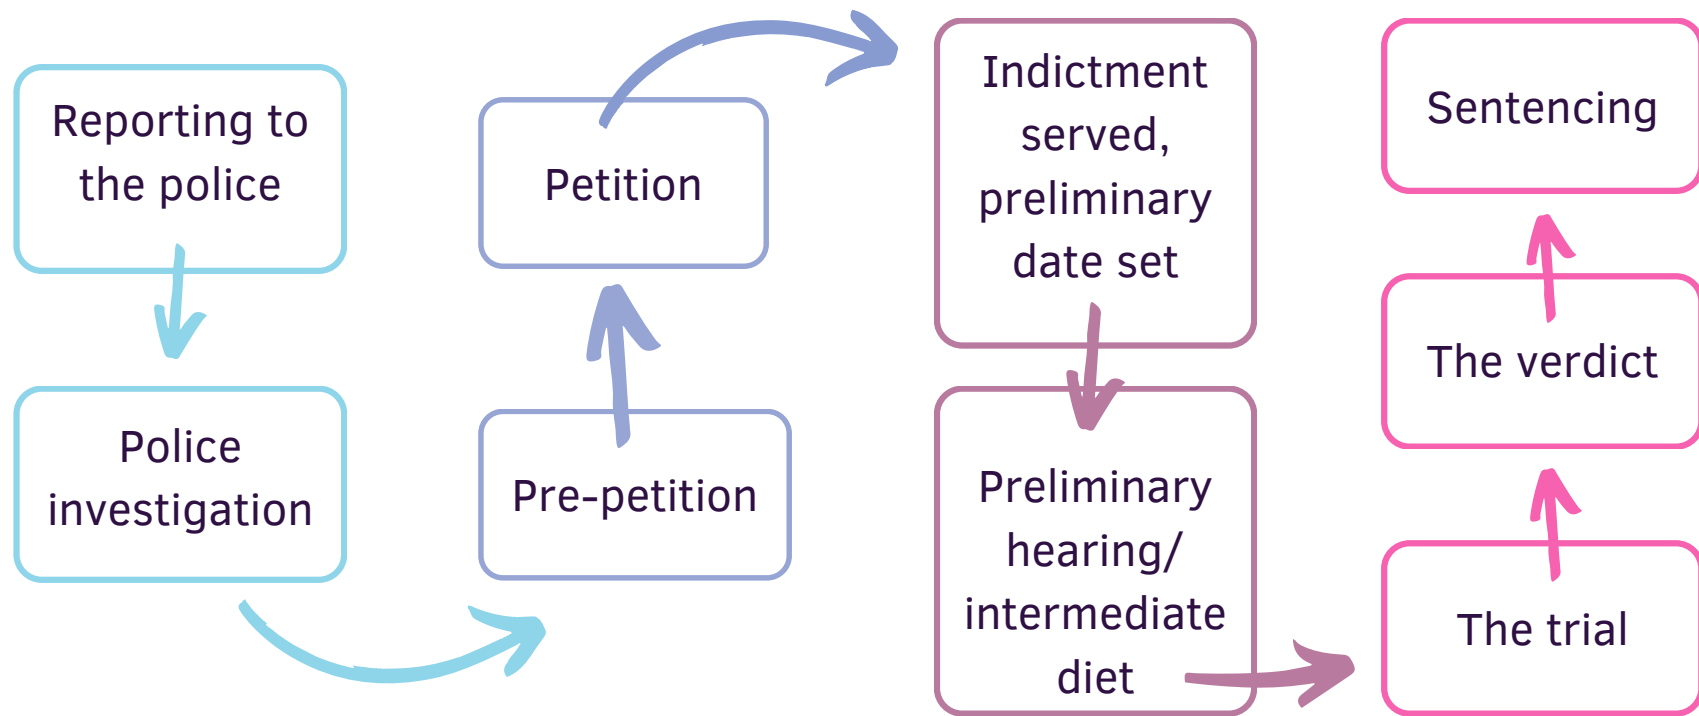 Reporting to
the police
Police
investigation
Pre-petition
Petition
Indictment
served,
preliminary
date set
Preliminary
hearing/
intermediate
diet
The trial
The verdict
Sentencing